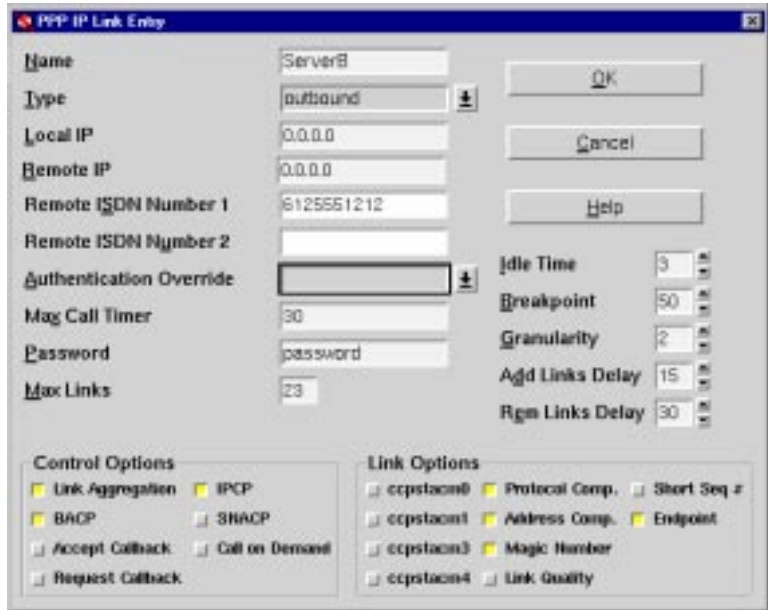 PPP IP Link Entry
Name ServerB
Type outbound
Local IP 0.0.0.0
Remote IP 0.0.0.0
Remote ISDN Number 1 6125551212
Remote ISDN Number 2
Authentication Override
Max Call Timer 30
Password password
Max Links 23
OK
Cancel
Help
Idle Time 3
Breakpoint 50
Granularity 2
Add Links Delay 15
Rem Links Delay 30
Control Options
Link Aggregation IPCP
BACP SNACP
Accept Callback Call on Demand
Request Callback
Link Options
ccpstacm0 Protocol Comp. Short Seq #
ccpstacm1 Address Comp. Endpoint
ccpstacm3 Magic Number
ccpstacm4 Link Quality